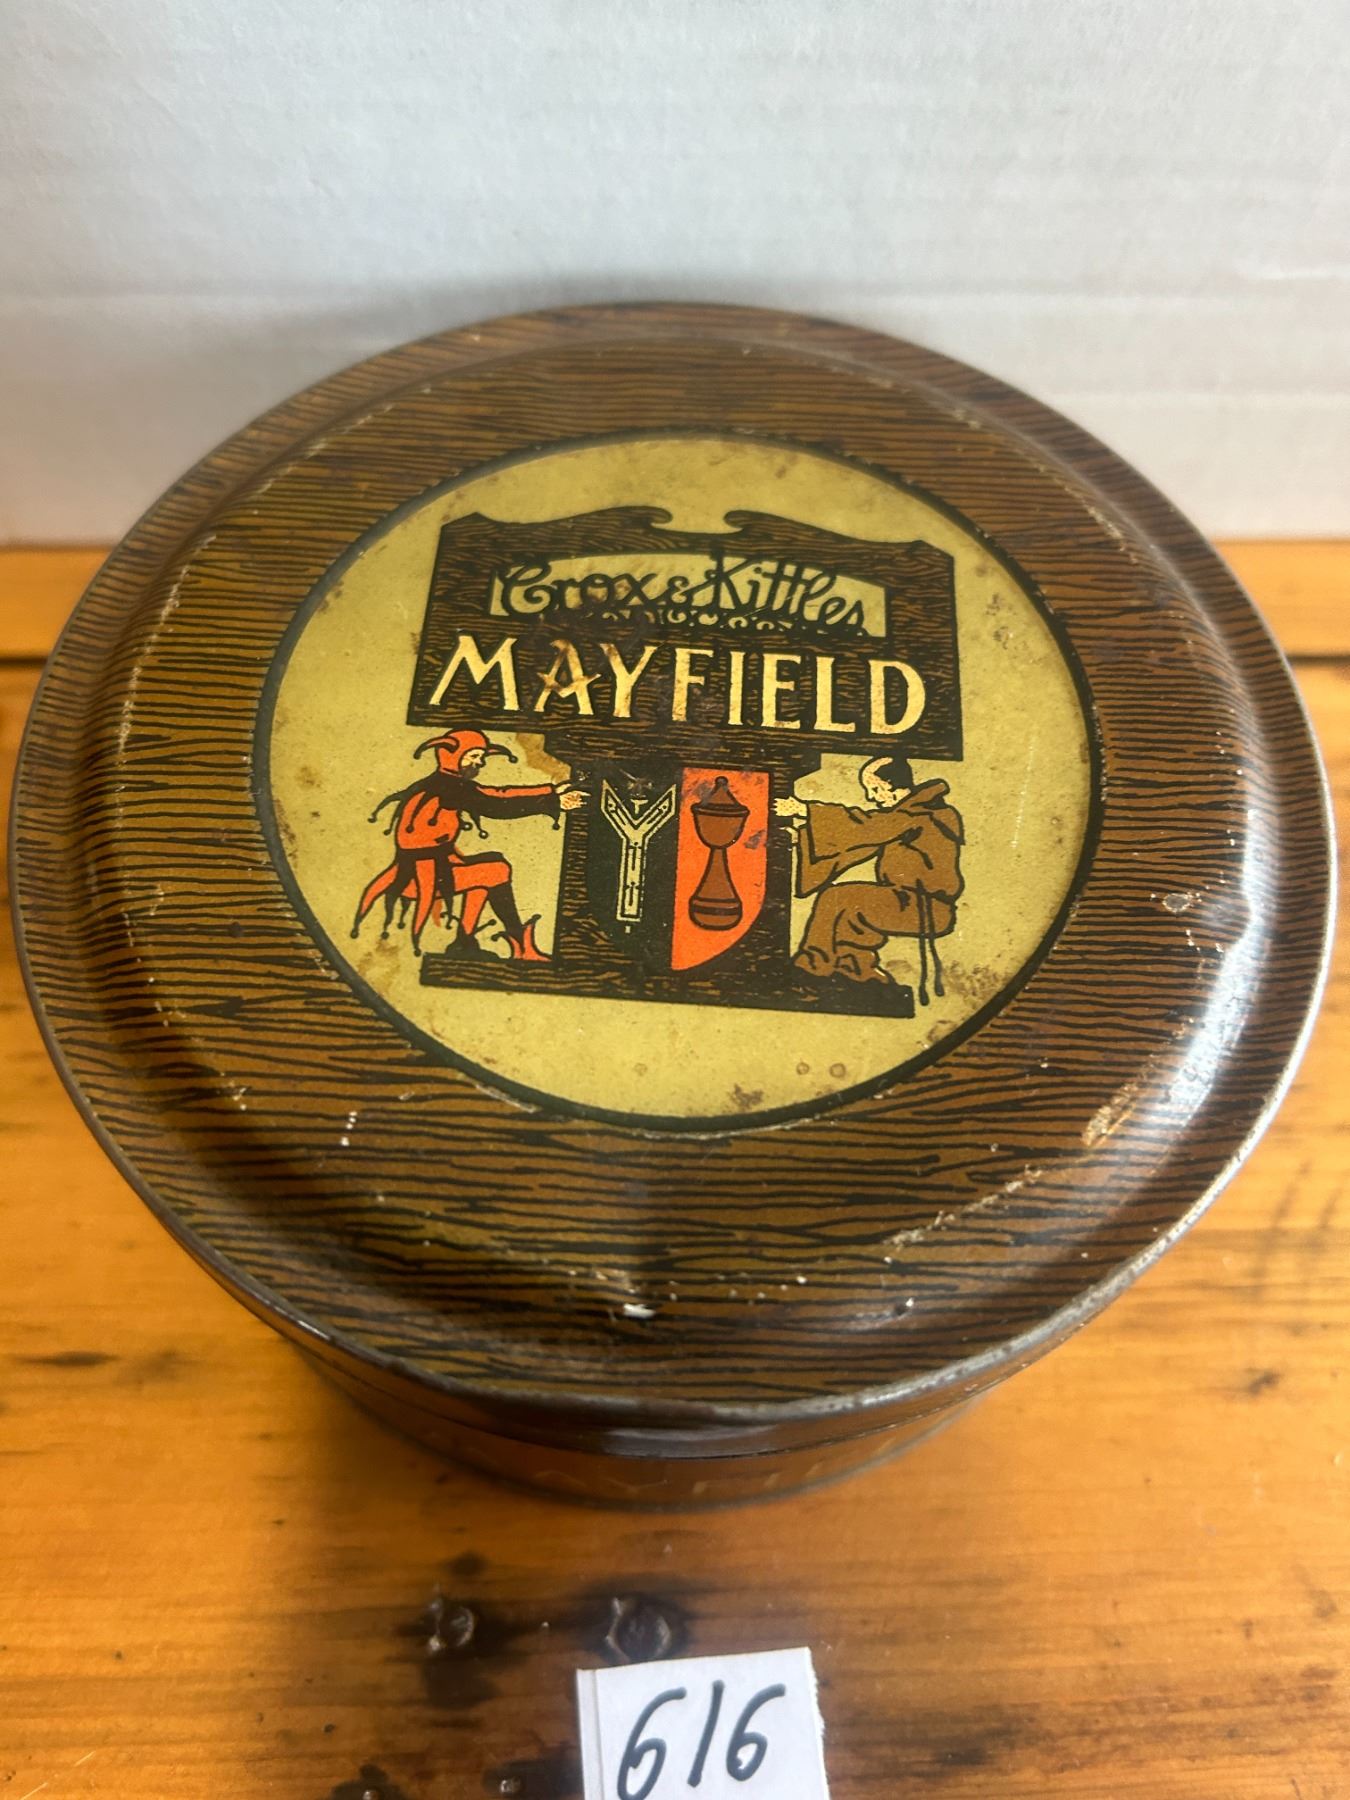 Crox & Kittles
MAYFIELD
616